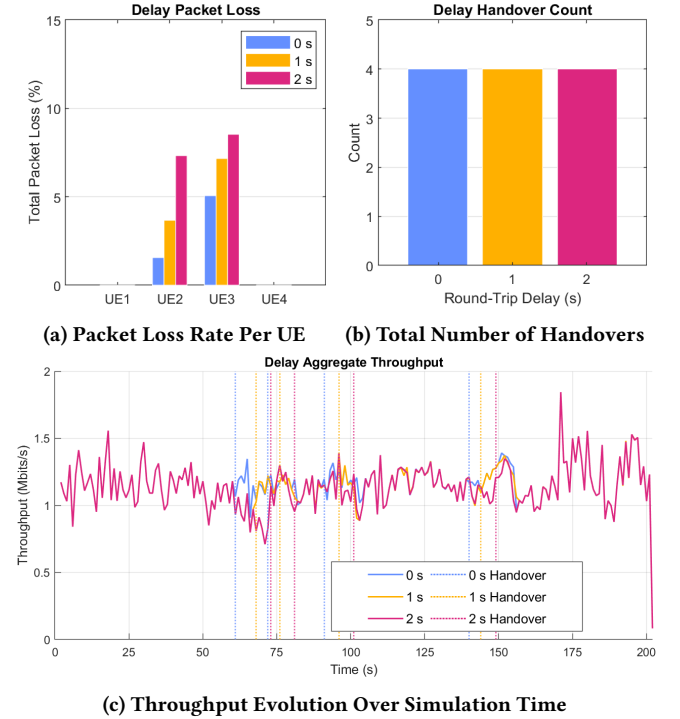 Delay Packet Loss
Total Packet Loss (%)
15
10
5
0
0 s
1 s
2 s
UE1 UE2 UE3 UE4
(a) Packet Loss Rate Per UE
Delay Handover Count
Count
5
4
3
2
1
0
0 1 2
Round-Trip Delay (s)
(b) Total Number of Handovers
Delay Aggregate Throughput
Throughput (Mbits/s)
2
1.5
1
0.5
0
0 s 0 s Handover
1 s 1 s Handover
2 s 2 s Handover
0 25 50 75 100 125 150 175 200
Time (s)
(c) Throughput Evolution Over Simulation Time